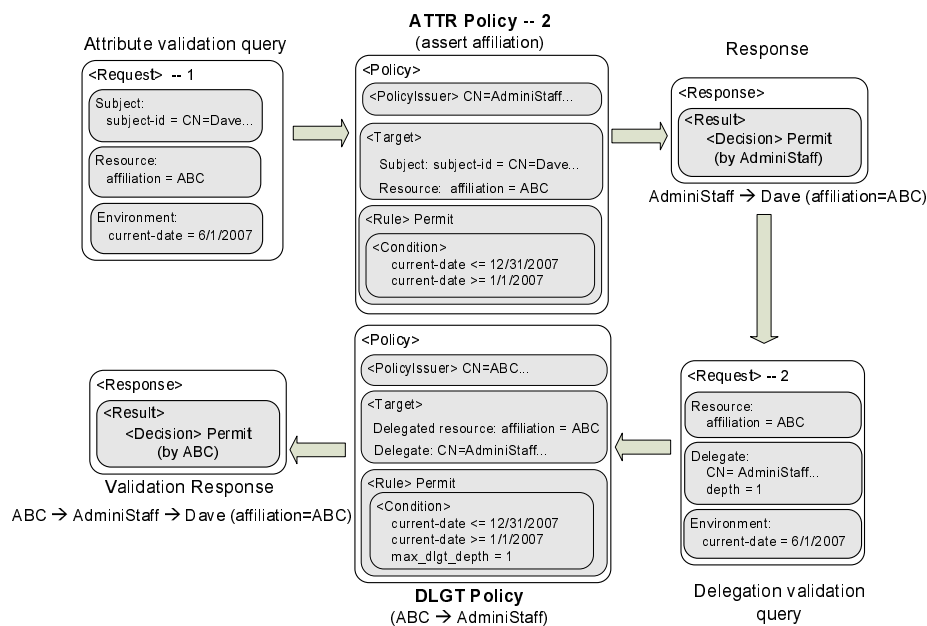 Attribute validation query
<Request> -- 1
Subject:
subject-id = CN=Dave...
Resource:
affiliation = ABC
Environment:
current-date = 6/1/2007
ATTR Policy -- 2
(assert affiliation)
<Policy>
<PolicyIssuer> CN=AdminiStaff...
<Target>
Subject: subject-id = CN=Dave...
Resource: affiliation = ABC
<Rule> Permit
<Condition>
current-date <= 12/31/2007
current-date >= 1/1/2007
Response
<Response>
<Result>
<Decision> Permit
(by AdminiStaff)
AdminiStaff → Dave (affiliation=ABC)
<Request> -- 2
Resource:
affiliation = ABC
Delegate:
CN= AdminiStaff...
depth = 1
Environment:
current-date = 6/1/2007
Delegation validation
query
<Policy>
<PolicyIssuer> CN=ABC...
<Target>
Delegated resource: affiliation = ABC
Delegate: CN=AdminiStaff...
<Rule> Permit
<Condition>
current-date <= 12/31/2007
current-date >= 1/1/2007
max_dlgt_depth = 1
DLGT Policy
(ABC → AdminiStaff)
<Response>
<Result>
<Decision> Permit
(by ABC)
Validation Response
ABC → AdminiStaff → Dave (affiliation=ABC)